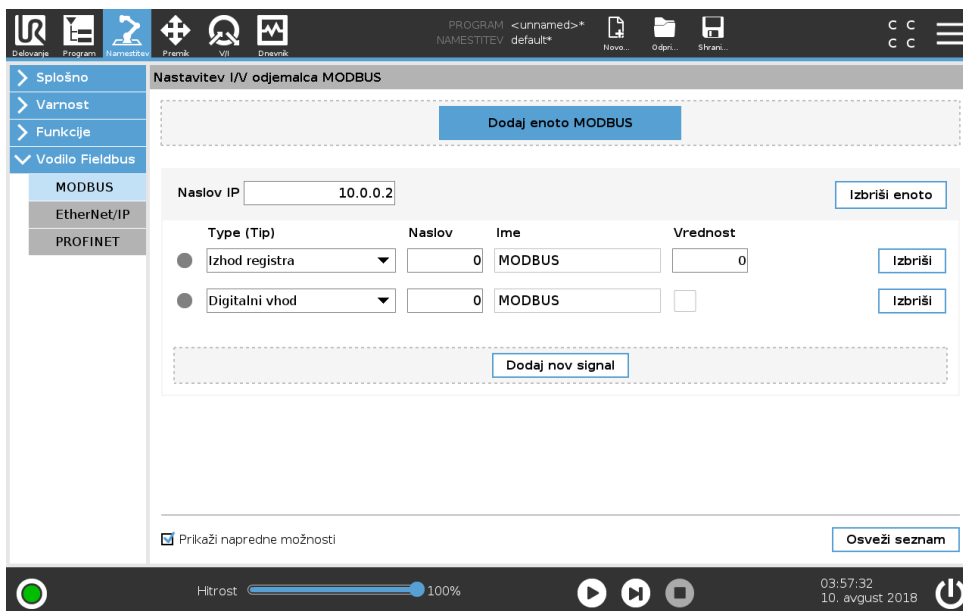 UR
PROGRAM <unnamed>*
NAMESTITEV default*
C C
C C
Delovanje Program Namestitev Premik V/I Dnevnik Novo... Odpri... Shrani...
Splošno
Varnost
Funkcije
Vodilo Fieldbus
MODBUS
EtherNet/IP
PROFINET
Nastavitev I/V odjemalca MODBUS
Dodaj enoto MODBUS
Naslov IP 10.0.0.2 Izbriši enoto
Type (Tip) Naslov Ime Vrednost
Izhod registra 0 MODBUS 0 Izbriši
Digitalni vhod 0 MODBUS Izbriši
Dodaj nov signal
Prikaži napredne možnosti Osveži seznam
Hitrost 100% 03:57:32
10. avgust 2018